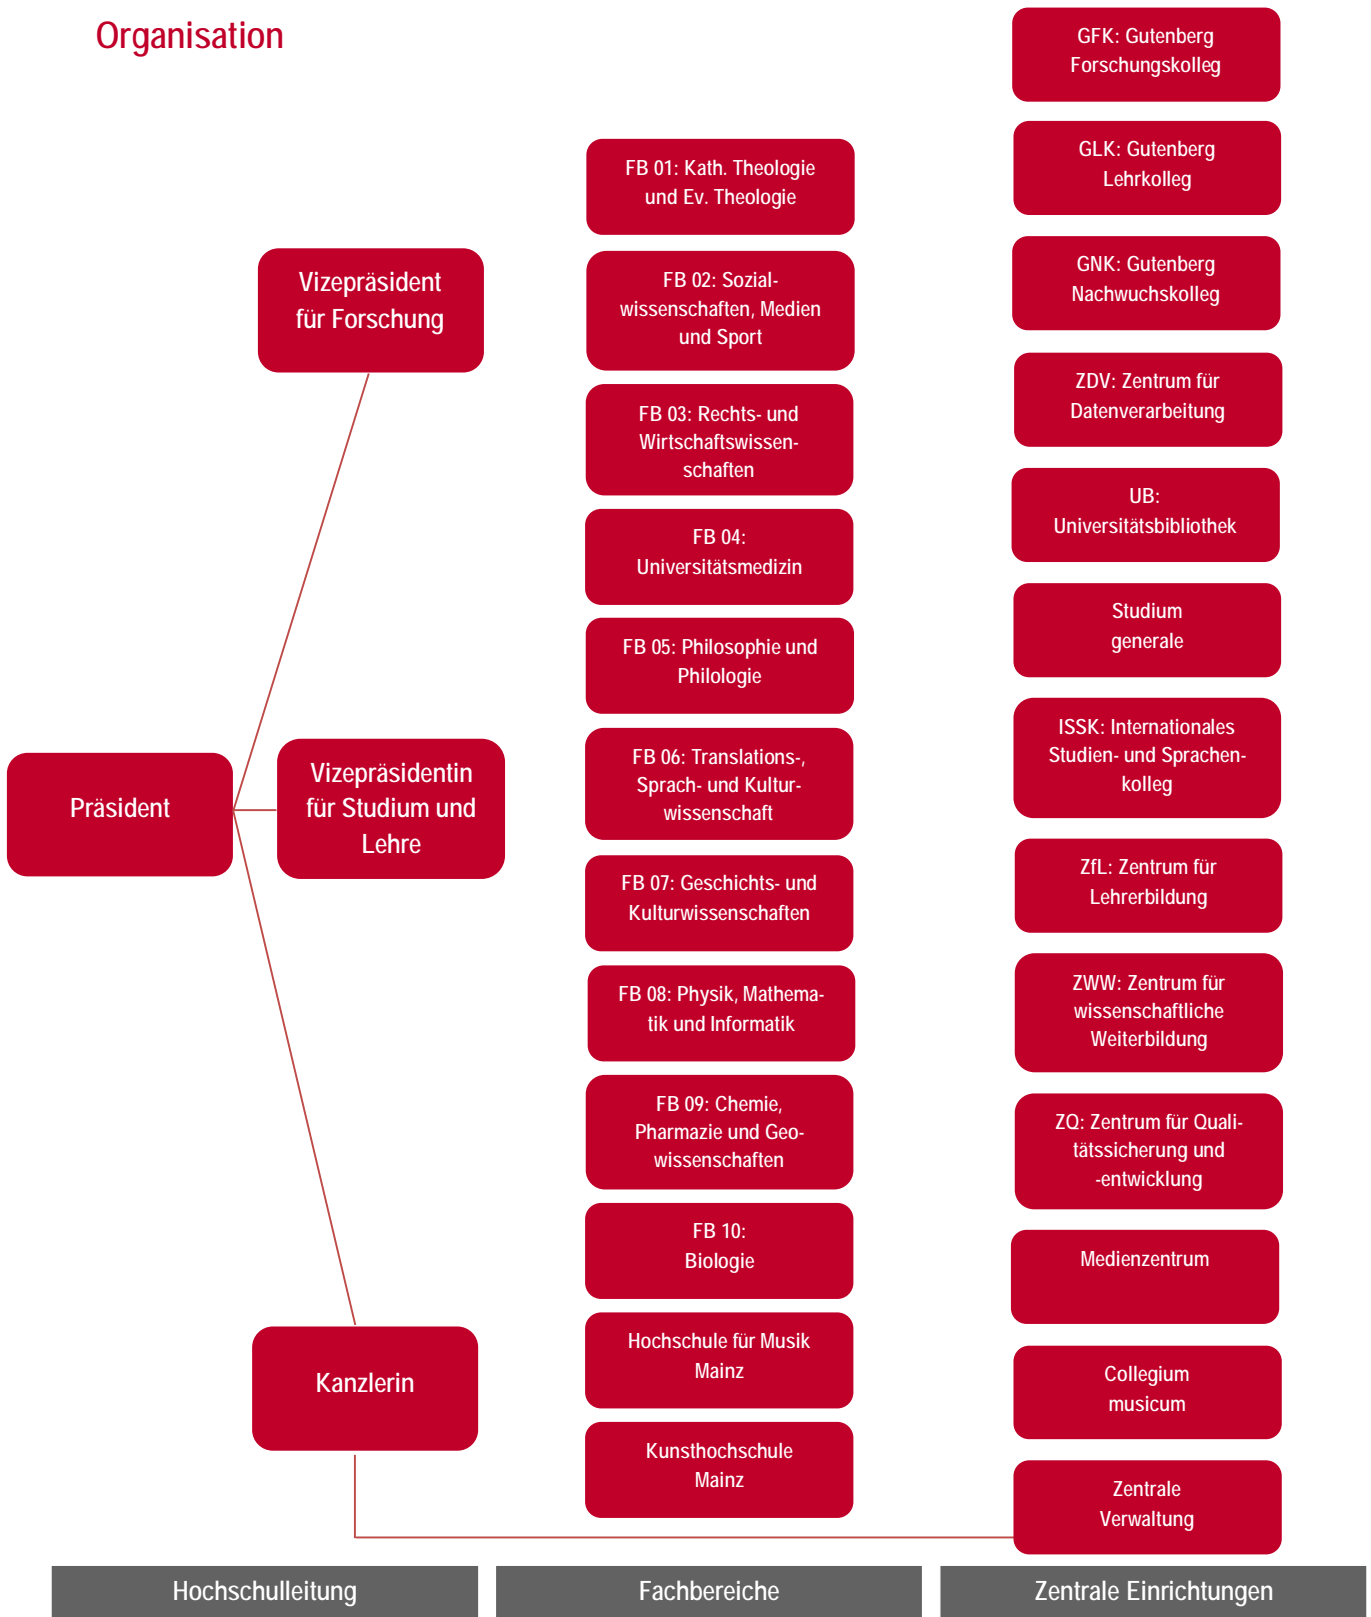 Organisation
Präsident
Vizepräsident
für Forschung
Vizepräsidentin
für Studium und
Lehre
Kanzlerin
Hochschulleitung
FB 01: Kath. Theologie
und Ev. Theologie
FB 02: Sozial-
wissenschaften, Medien
und Sport
FB 03: Rechts- und
Wirtschaftswissen-
schaften
FB 04:
Universitätsmedizin
FB 05: Philosophie und
Philologie
FB 06: Translations-,
Sprach- und Kultur-
wissenschaft
FB 07: Geschichts- und
Kulturwissenschaften
FB 08: Physik, Mathema-
tik und Informatik
FB 09: Chemie,
Pharmazie und Geo-
wissenschaften
FB 10:
Biologie
Hochschule für Musik
Mainz
Kunsthochschule
Mainz
Fachbereiche
GFK: Gutenberg
Forschungskolleg
GLK: Gutenberg
Lehrkolleg
GNK: Gutenberg
Nachwuchskolleg
ZDV: Zentrum für
Datenverarbeitung
UB:
Universitätsbibliothek
Studium
generale
ISSK: Internationales
Studien- und Sprachen-
kolleg
ZfL: Zentrum für
Lehrerbildung
ZWW: Zentrum für
wissenschaftliche
Weiterbildung
ZQ: Zentrum für Quali-
tätssicherung und
-entwicklung
Medienzentrum
Collegium
musicum
Zentrale
Verwaltung
Zentrale Einrichtungen